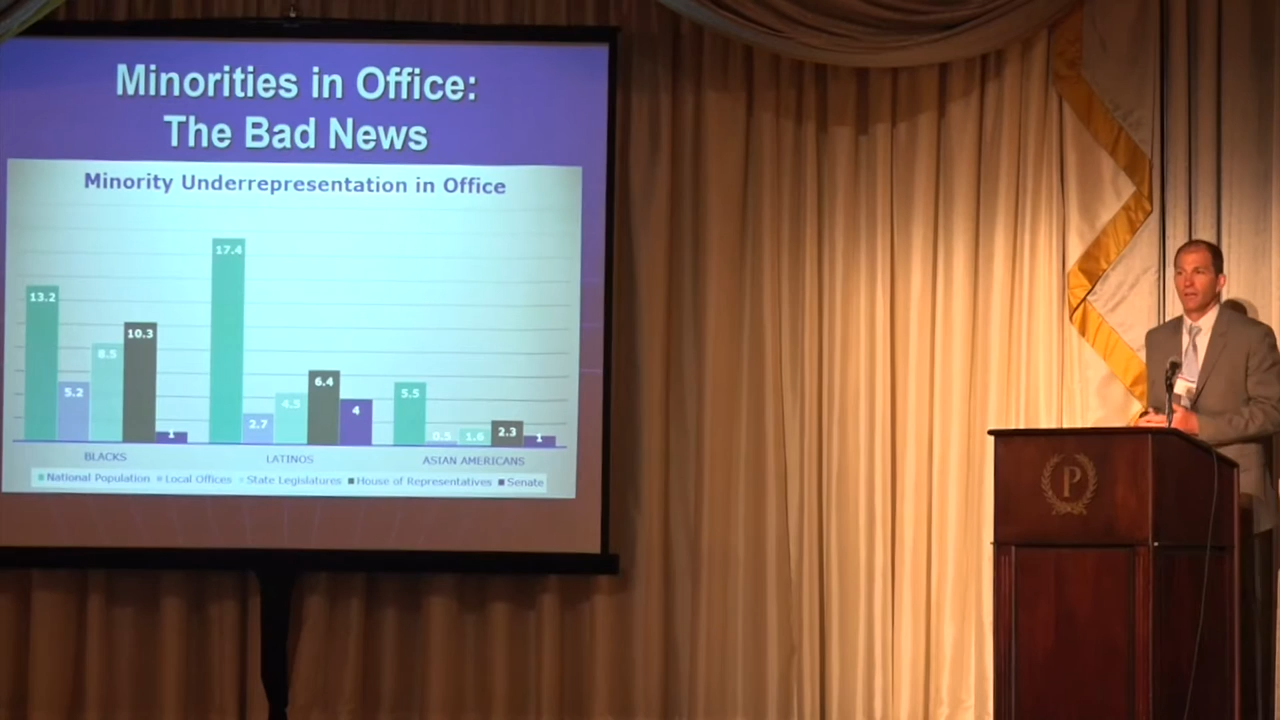 Minorities in Office:
The Bad News
Minority Underrepresentation in Office
13.2
5.2
8.5
10.3
1
17.4
2.7
4.5
6.4
4
5.5
0.5
1.6
2.3
1
BLACKS
LATINOS
ASIAN AMERICANS
National Population Local Offices State Legislatures House of Representatives Senate
P